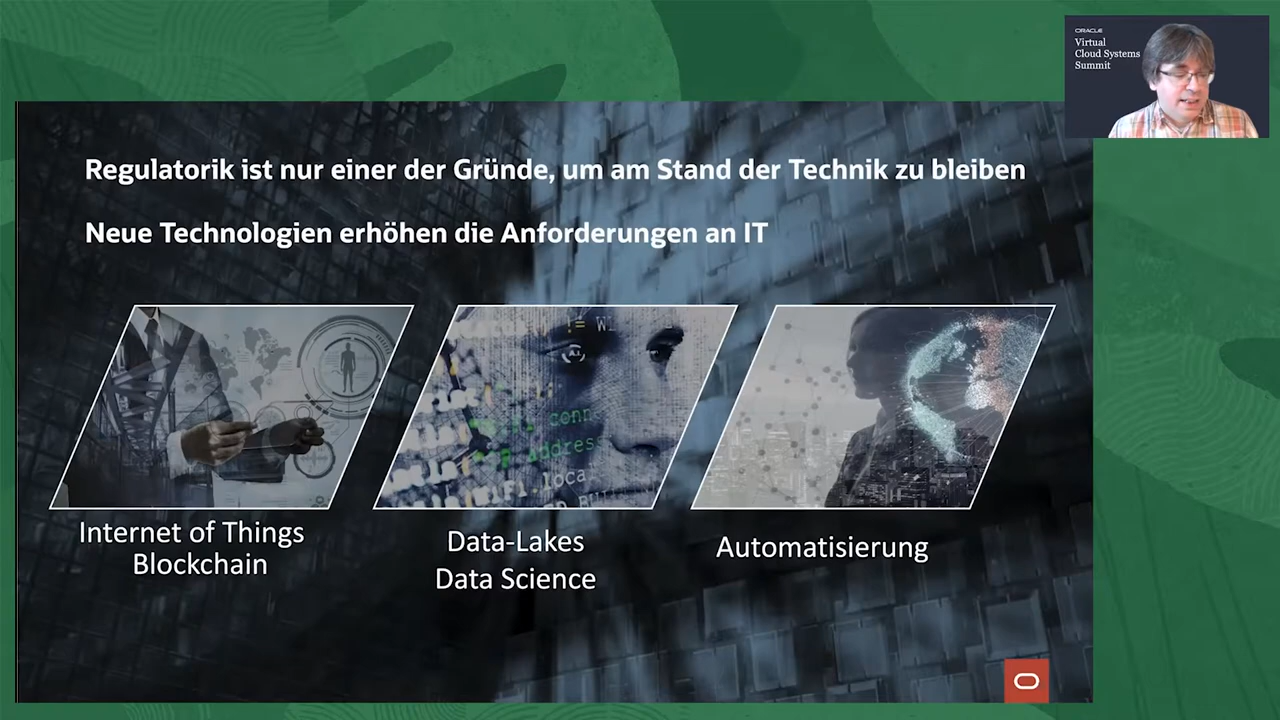 ORACLE
Virtual
Cloud Systems
Summit
Regulatorik ist nur einer der Gründe, um am Stand der Technik zu bleiben
Neue Technologien erhöhen die Anforderungen an IT
Internet of Things
Blockchain
Data-Lakes
Data Science
Automatisierung